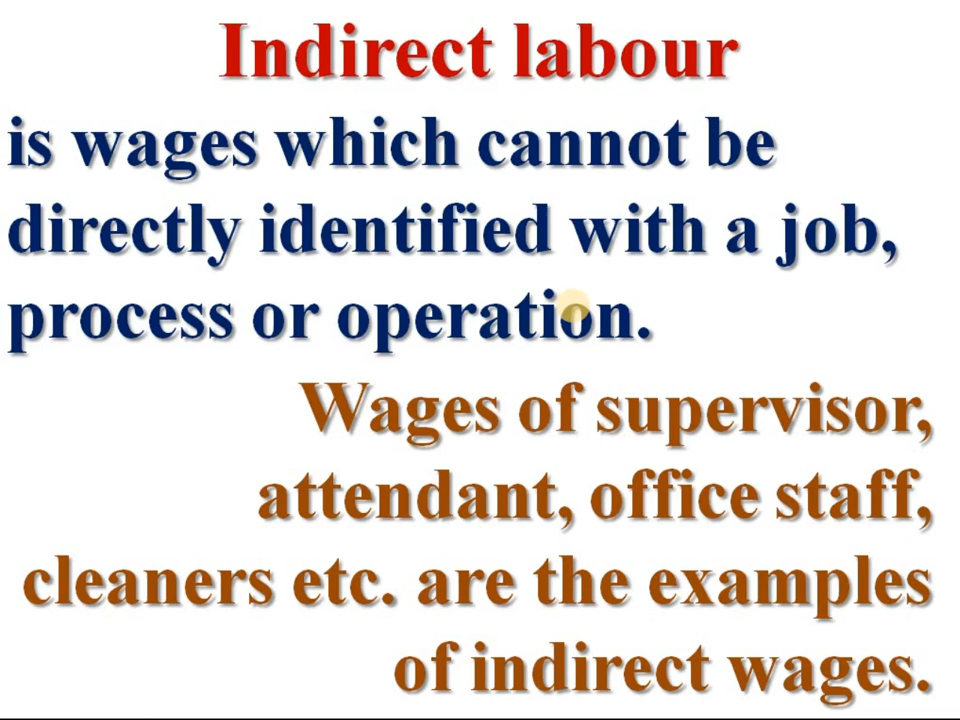 Indirect labour
is wages which cannot be
directly identified with a job,
process or operation.
Wages of supervisor,
attendant, office staff,
cleaners etc. are the examples
of indirect wages.